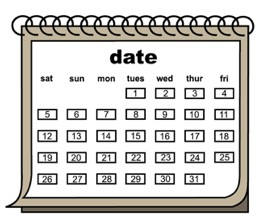 date
sat sun mon tues wed thur fri
1 2 3 4
5 6 7 8 9 10 11
12 13 14 15 16 17 18
19 20 21 22 23 24 25
26 27 28 29 30 31